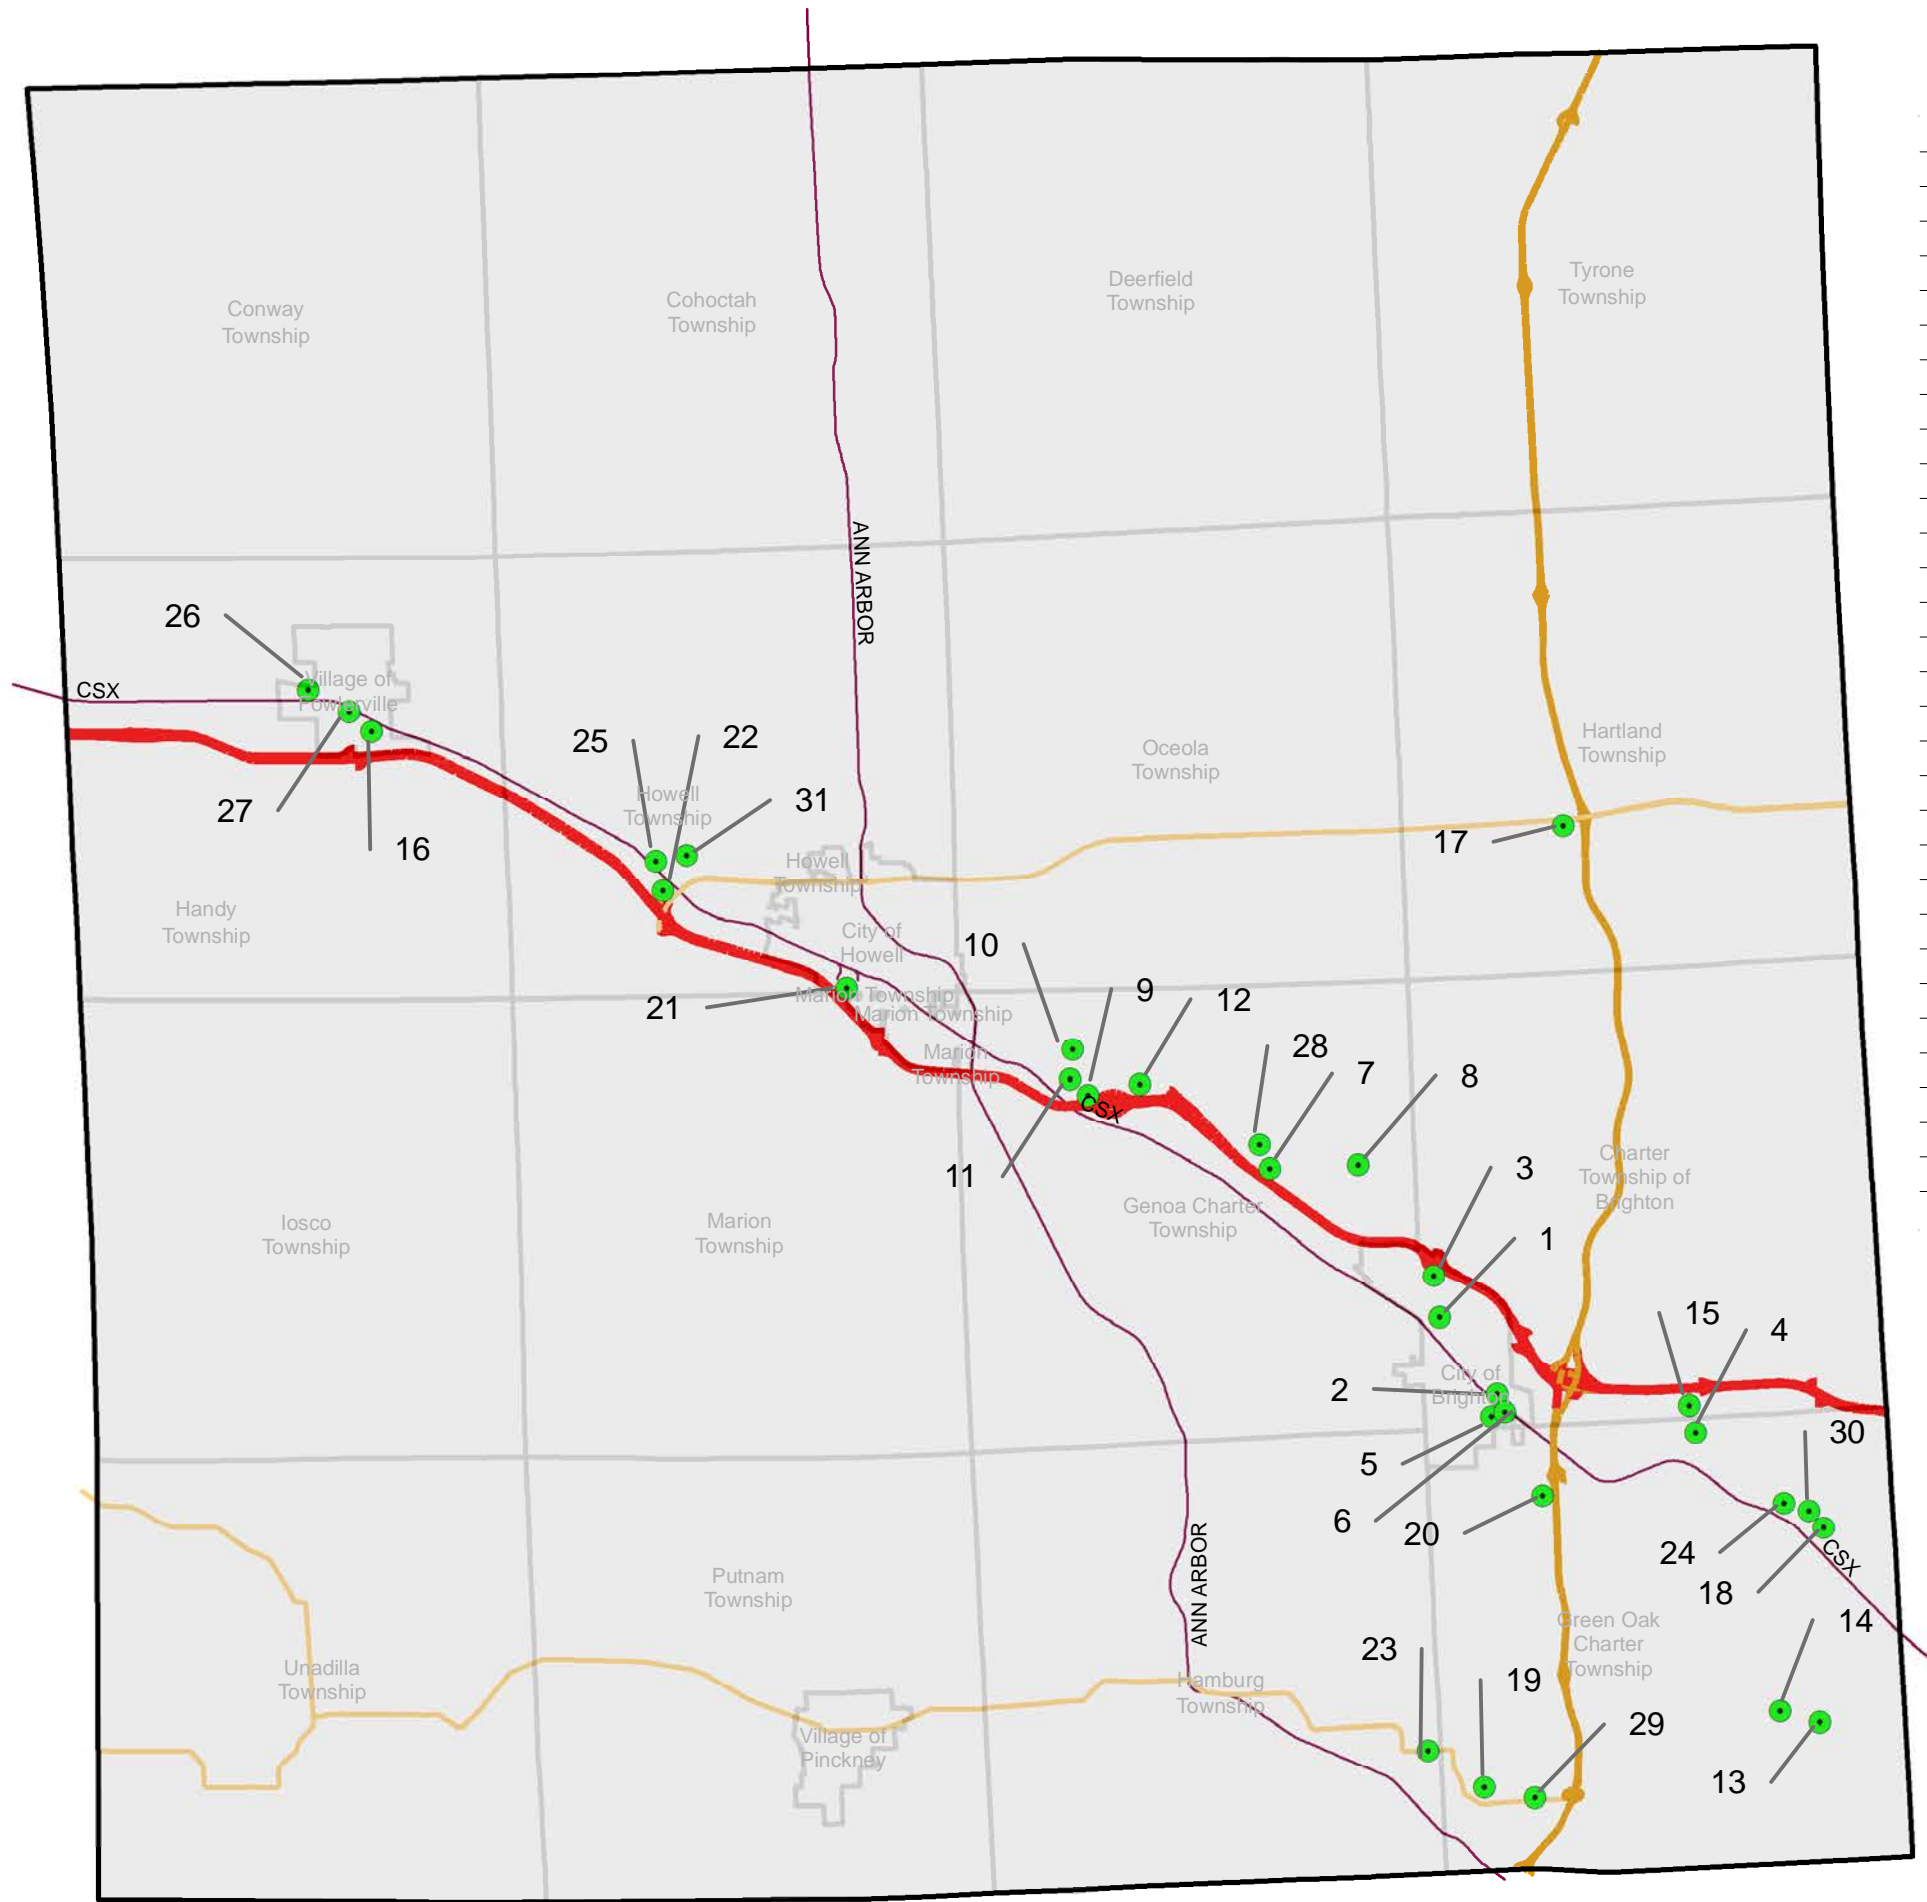 Tyrone
Township
Deerfield
Township
Cohoctah
Township
Conway
Township
ANN ARBOR
26
Village of
Fowlerville
CSX
25
22
31
27
16
Howell
Township
Oceola
Township
Hartland
Township
17
Howell
Township
Handy
Township
City of
Howell
10
9
12
21
Marion Township
Marion Township
Marion
Township
28
7
8
CSX
11
3
Charter
Township of
Brighton
Genoa Charter
Township
1
Iosco
Township
Marion
Township
15
4
2
City of
Brighton
30
5
6
20
24
CSX
18
ANN ARBOR
Putnam
Township
14
Green Oak
Charter
Township
23
19
29
Unadilla
Township
Hamburg
Township
Village of
Pinckney
13